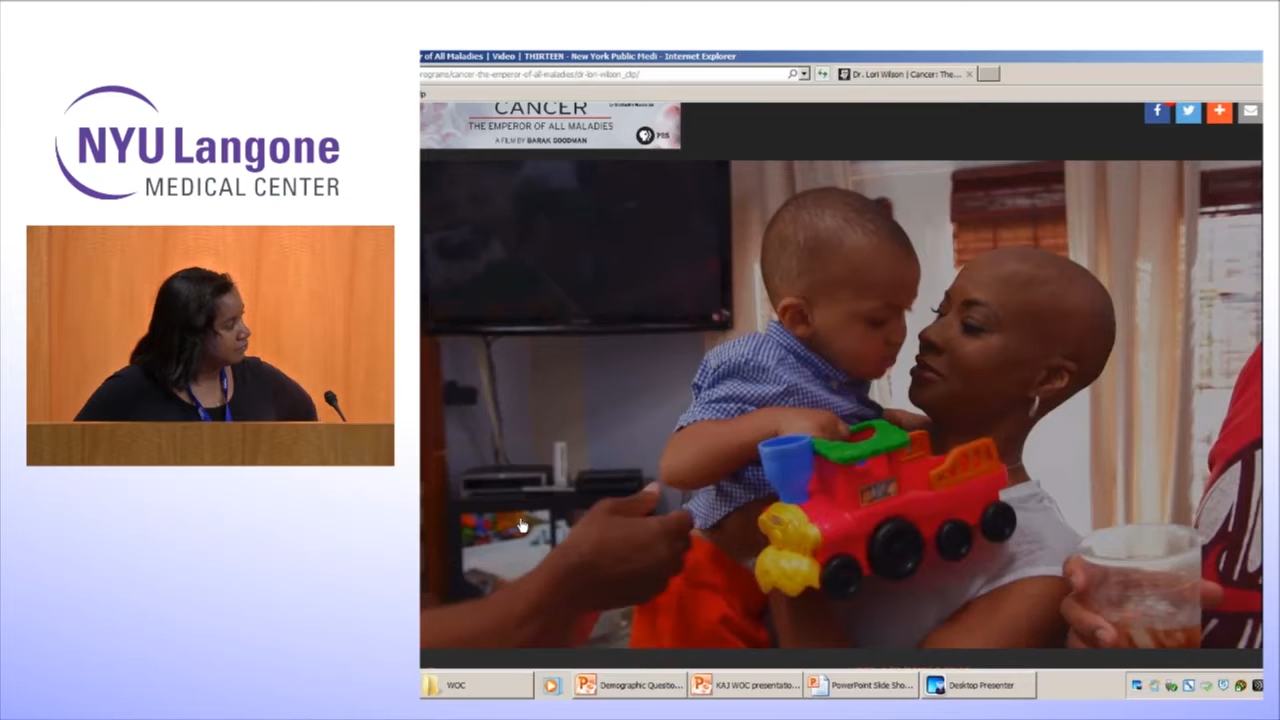 NYU Langone
MEDICAL CENTER
r of All Maladies | Video | THIRTEEN - New York Public Medi - Internet Explorer
rograms/cancer-the-emperor-of-all-maladies/dr-lori-wilson_clip/
Dr. Lori Wilson | Cancer: The...
lp
CANCER
THE EMPEROR OF ALL MALADIES
A FILM BY BARAK GOODMAN
PBS
WOC
Demographic Questio...
KAJ WOC presentatio...
PowerPoint Slide Sho...
Desktop Presenter